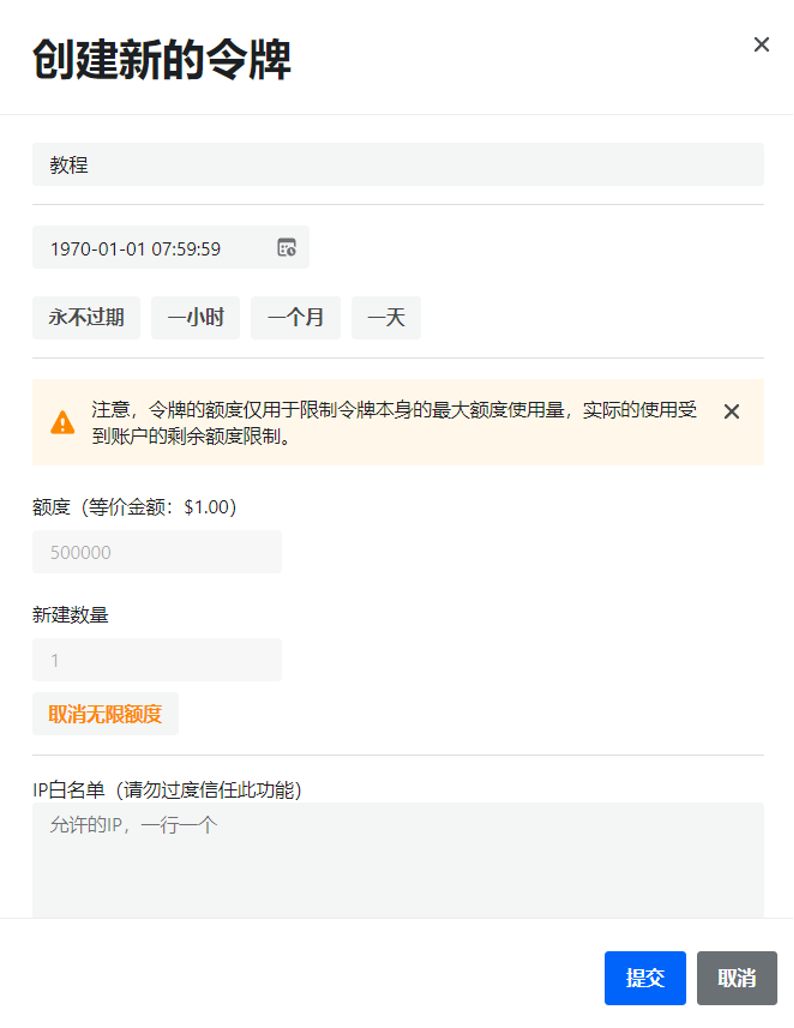 创建新的令牌
教程
1970-01-01 07:59:59
永不过期 一小时 一个月 一天
注意，令牌的额度仅用于限制令牌本身的最大额度使用量，实际的使用受
到账户的剩余额度限制。
额度（等价金额：$1.00）
500000
新建数量
1
取消无限额度
IP白名单（请勿过度信任此功能）
允许的IP，一行一个
提交 取消